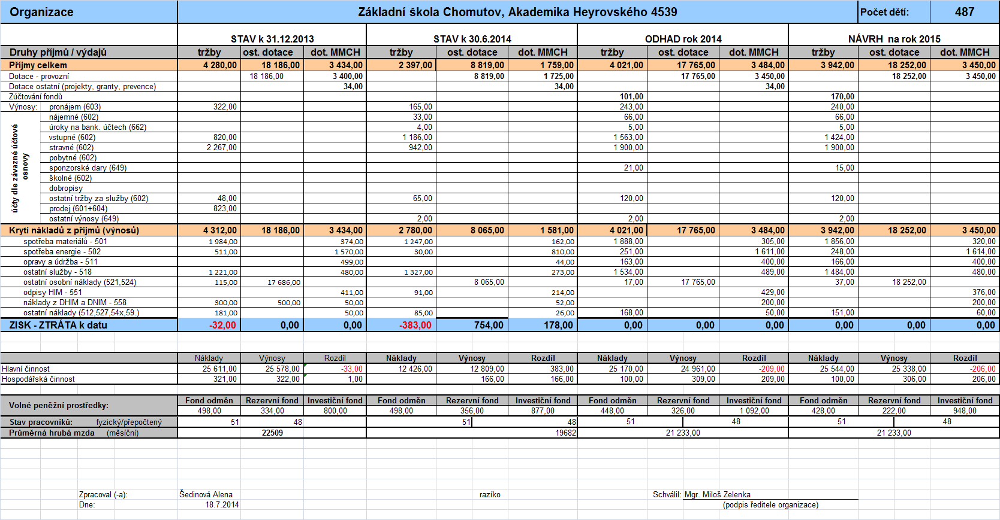 Organizace Základní škola Chomutov, Akademika Heyrovského 4539 Počet dětí: 487
STAV k 31.12.2013 STAV k 30.6.2014 ODHAD rok 2014 NÁVRH na rok 2015
Druhy příjmů / výdajů tržby ost. dotace dot. MMCH tržby ost. dotace dot. MMCH tržby ost. dotace dot. MMCH tržby ost. dotace dot. MMCH
Příjmy celkem 4 280,00 18 186,00 3 434,00 2 397,00 8 819,00 1 759,00 4 021,00 17 765,00 3 484,00 3 942,00 18 252,00 3 450,00
Dotace - provozní 18 186,00 3 400,00 8 819,00 1 725,00 17 765,00 3 450,00 18 252,00 3 450,00
Dotace ostatní (projekty, granty, prevence) 34,00 34,00 34,00
Zúčtování fondů 101,00 170,00
Výnosy: pronájem (603) 322,00 165,00 243,00 240,00
účty dle závazné účtové osnovy
nájemné (602) 33,00 66,00 66,00
úroky na bank. účtech (662) 4,00 5,00 5,00
vstupné (602) 820,00 1 186,00 1 563,00 1 424,00
stravné (602) 2 267,00 942,00 1 900,00 1 900,00
pobytné (602)
sponzorské dary (649) 21,00 15,00
školné (602)
dobropisy
ostatní tržby za služby (602) 48,00 65,00 120,00 120,00
prodej (601+604) 823,00
ostatní výnosy (649) 2,00 2,00 2,00
Krytí nákladů z příjmů (výnosů) 4 312,00 18 186,00 3 434,00 2 780,00 8 065,00 1 581,00 4 021,00 17 765,00 3 484,00 3 942,00 18 252,00 3 450,00
spotřeba materiálů - 501 1 984,00 374,00 1 247,00 162,00 1 888,00 305,00 1 856,00 320,00
spotřeba energie - 502 511,00 1 570,00 30,00 810,00 251,00 1 611,00 248,00 1 614,00
opravy a údržba - 511 499,00 44,00 163,00 400,00 166,00 400,00
ostatní služby - 518 1 221,00 480,00 1 327,00 273,00 1 534,00 489,00 1 484,00 480,00
ostatní osobní náklady (521,524) 115,00 17 686,00 8 065,00 17,00 17 765,00 37,00 18 252,00
odpisy HIM - 551 411,00 91,00 214,00 429,00 376,00
náklady z DHIM a DNIM - 558 300,00 500,00 50,00 52,00 200,00 200,00
ostatní náklady (512,527,54x,59.) 181,00 50,00 85,00 26,00 168,00 50,00 151,00 60,00
ZISK - ZTRÁTA k datu -32,00 0,00 0,00 -383,00 754,00 178,00 0,00 0,00 0,00 0,00 0,00 0,00
Náklady Výnosy Rozdíl Náklady Výnosy Rozdíl Náklady Výnosy Rozdíl Náklady Výnosy Rozdíl
Hlavní činnost 25 611,00 25 578,00 -33,00 12 426,00 12 809,00 383,00 25 170,00 24 961,00 -209,00 25 544,00 25 338,00 -206,00
Hospodářská činnost 321,00 322,00 1,00 166,00 166,00 100,00 309,00 209,00 100,00 306,00 206,00
Volné peněžní prostředky: Fond odměn Rezervní fond Investiční fond Fond odměn Rezervní fond Investiční fond Fond odměn Rezervní fond Investiční fond Fond odměn Rezervní fond Investiční fond
498,00 334,00 800,00 498,00 356,00 877,00 448,00 326,00 1 092,00 428,00 222,00 948,00
Stav pracovníků: fyzický/přepočtený 51 48 51 48 51 48 51 48
Průměrná hrubá mzda (měsíční) 22509 19682 21 233,00 21 233,00
Zpracoval (-a): Šedinová Alena razíko Schválil: Mgr. Miloš Zelenka
Dne: 18.7.2014 (podpis ředitele organizace)